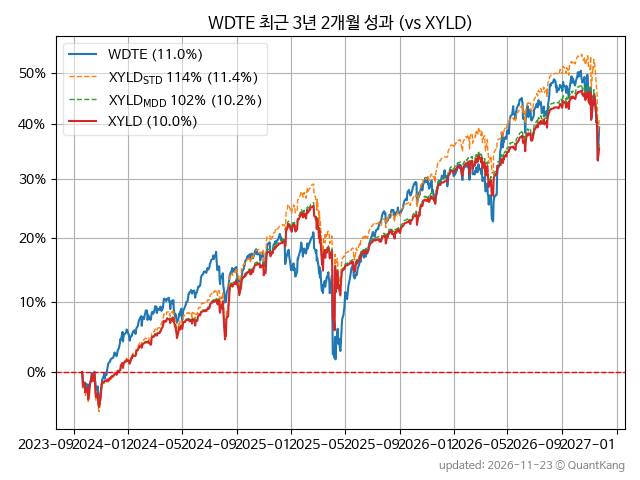 WDTE 최근 3년 2개월 성과 (vs XYLD)
WDTE (11.0%)
XYLD_STD 114% (11.4%)
XYLD_MDD 102% (10.2%)
XYLD (10.0%)
50%
40%
30%
20%
10%
0%
2023-09 2024-01 2024-05 2024-09 2025-01 2025-05 2025-09 2026-01 2026-05 2026-09 2027-01
updated: 2026-11-23 © QuantKang